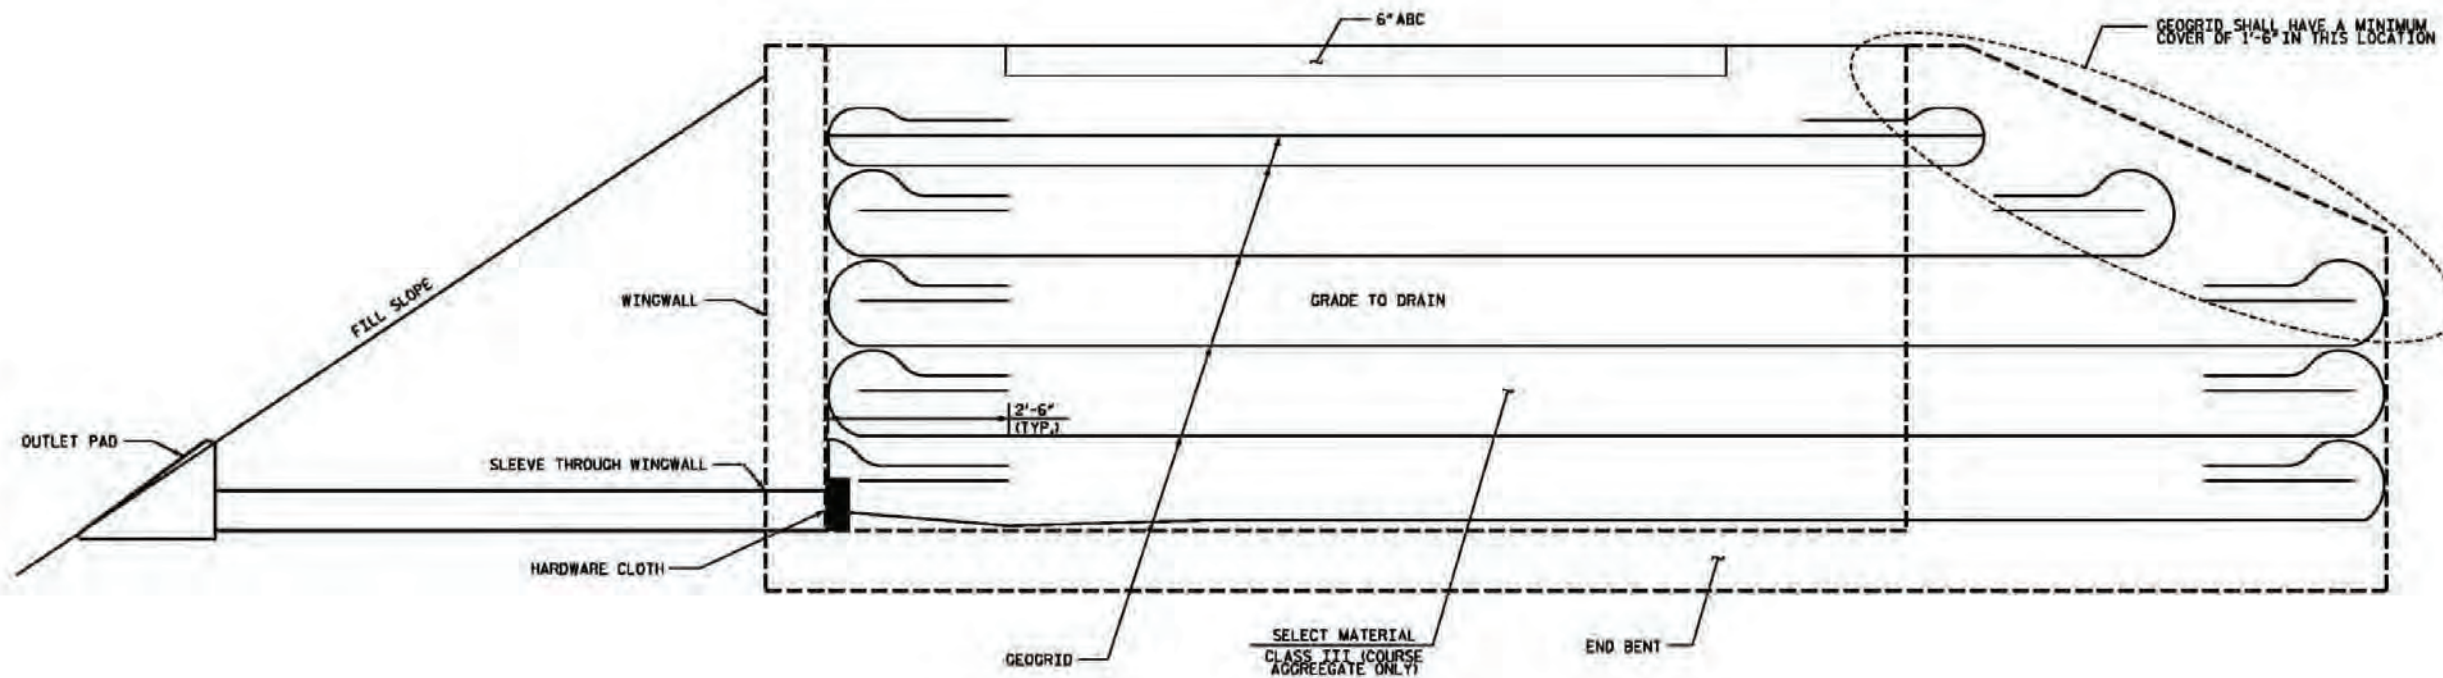 6" ABC
GEOGRID SHALL HAVE A MINIMUM
COVER OF 1'-6" IN THIS LOCATION
WINGWALL
FILL SLOPE
GRADE TO DRAIN
2'-6"
(TYP.)
OUTLET PAD
SLEEVE THROUGH WINGWALL
HARDWARE CLOTH
GEOGRID
SELECT MATERIAL
CLASS III (COURSE
AGGREEGATE ONLY)
END BENT